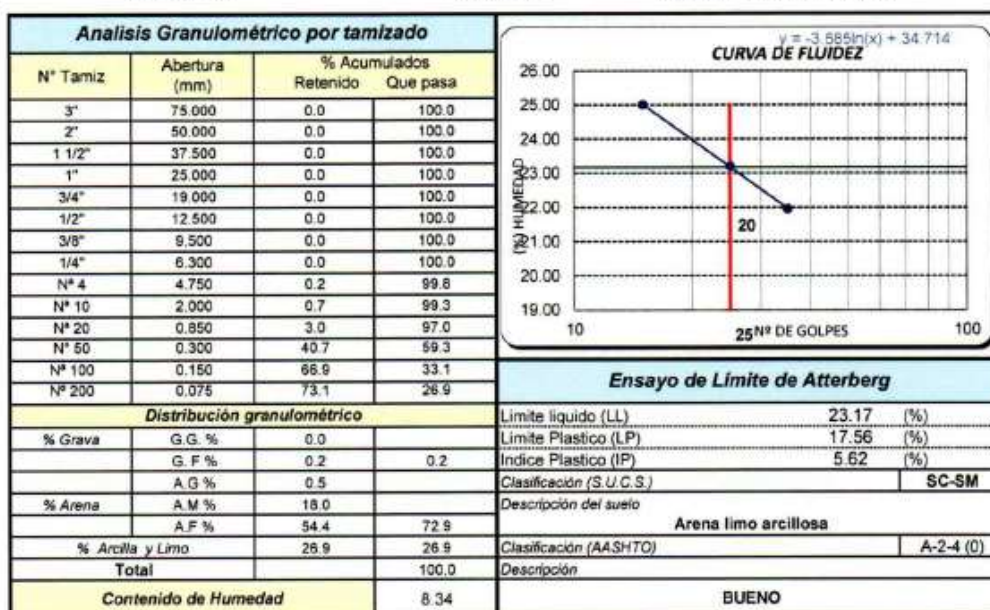 Analisis Granulométrico por tamizado
N° Tamiz Abertura (mm) % Acumulados
Retenido Que pasa
3" 75.000 0.0 100.0
2" 50.000 0.0 100.0
1 1/2" 37.500 0.0 100.0
1" 25.000 0.0 100.0
3/4" 19.000 0.0 100.0
1/2" 12.500 0.0 100.0
3/8" 9.500 0.0 100.0
1/4" 6.300 0.0 100.0
Nª 4 4.750 0.2 99.8
Nª 10 2.000 0.7 99.3
Nª 20 0.850 3.0 97.0
N° 50 0.300 40.7 59.3
Nª 100 0.150 66.9 33.1
Nº 200 0.075 73.1 26.9
Distribución granulométrico
% Grava G.G. % 0.0
G. F % 0.2 0.2
A.G % 0.5
% Arena A.M % 18.0
A.F % 54.4 72.9
% Arcilla y Limo 26.9 26.9
Total 100.0
Contenido de Humedad 8.34
y = -3.585ln(x) + 34.714
CURVA DE FLUIDEZ
(%) HUMEDAD
26.00
25.00
24.00
23.00
22.00
21.00
20.00
19.00
20
10 25 Nº DE GOLPES 100
Ensayo de Límite de Atterberg
Limite liquido (LL) 23.17 (%)
Limite Plastico (LP) 17.56 (%)
Indice Plastico (IP) 5.62 (%)
Clasificación (S.U.C.S.) SC-SM
Descripción del suelo
Arena limo arcillosa
Clasificación (AASHTO) A-2-4 (0)
Descripción
BUENO